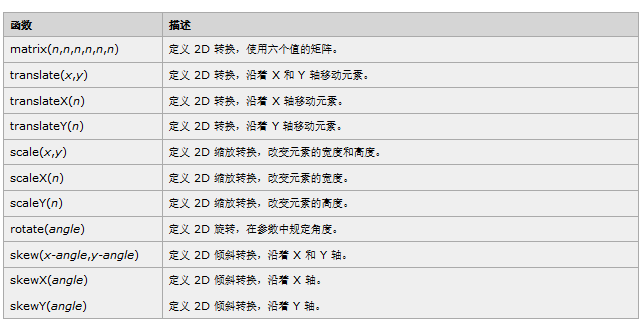 函数 描述
matrix(n,n,n,n,n,n) 定义 2D 转换，使用六个值的矩阵。
translate(x,y) 定义 2D 转换，沿着 X 和 Y 轴移动元素。
translateX(n) 定义 2D 转换，沿着 X 轴移动元素。
translateY(n) 定义 2D 转换，沿着 Y 轴移动元素。
scale(x,y) 定义 2D 缩放转换，改变元素的宽度和高度。
scaleX(n) 定义 2D 缩放转换，改变元素的宽度。
scaleY(n) 定义 2D 缩放转换，改变元素的高度。
rotate(angle) 定义 2D 旋转，在参数中规定角度。
skew(x-angle,y-angle) 定义 2D 倾斜转换，沿着 X 和 Y 轴。
skewX(angle) 定义 2D 倾斜转换，沿着 X 轴。
skewY(angle) 定义 2D 倾斜转换，沿着 Y 轴。